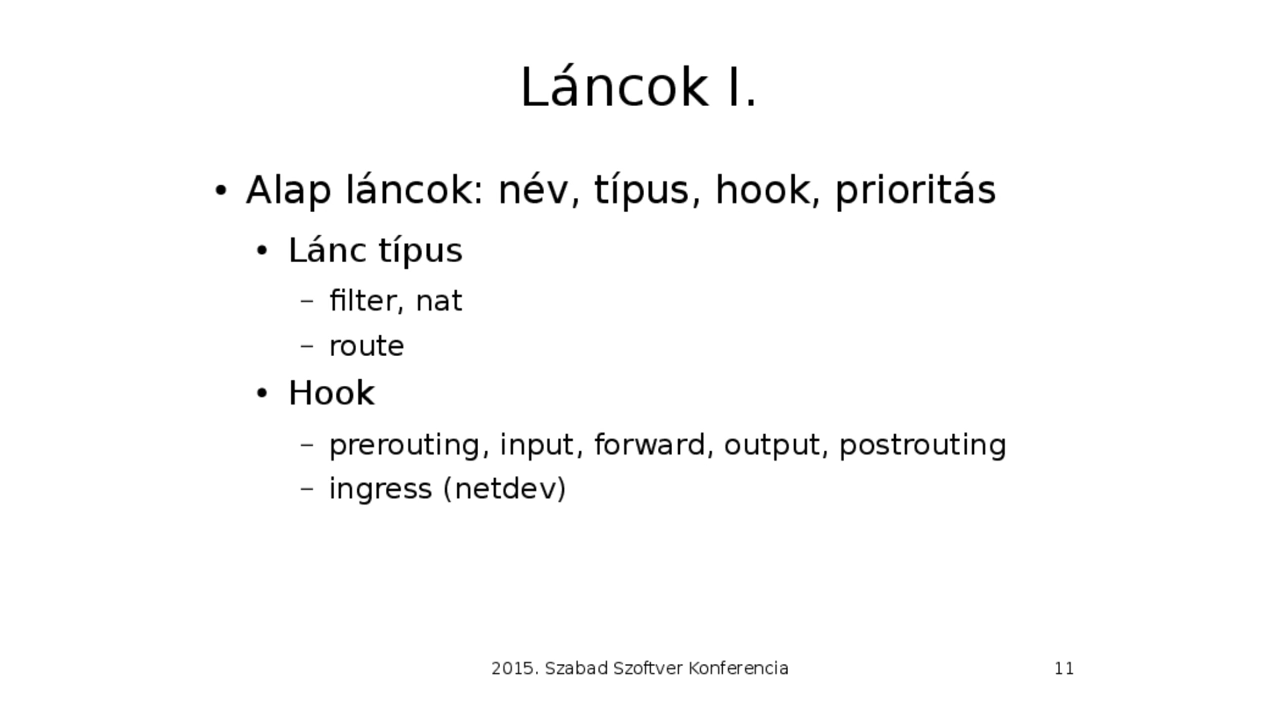 Láncok I.
• Alap láncok: név, típus, hook, prioritás
• Lánc típus
– filter, nat
– route
• Hook
– prerouting, input, forward, output, postrouting
– ingress (netdev)
2015. Szabad Szoftver Konferencia 11